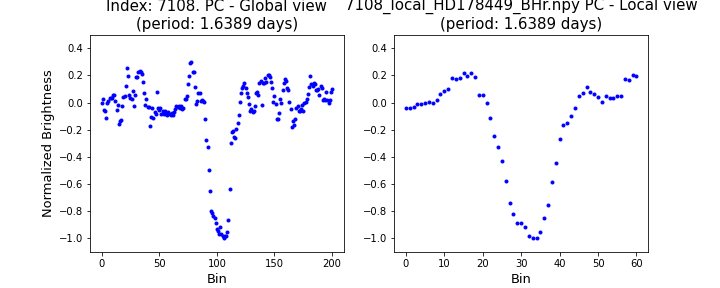 Index: 7108. PC - Global view
(period: 1.6389 days)
7108_local_HD178449_BHr.npy PC - Local view
(period: 1.6389 days)
Normalized Brightness
0.4
0.2
0.0
−0.2
−0.4
−0.6
−0.8
−1.0
0 50 100 150 200
Bin
0.4
0.2
0.0
−0.2
−0.4
−0.6
−0.8
−1.0
0 10 20 30 40 50 60
Bin